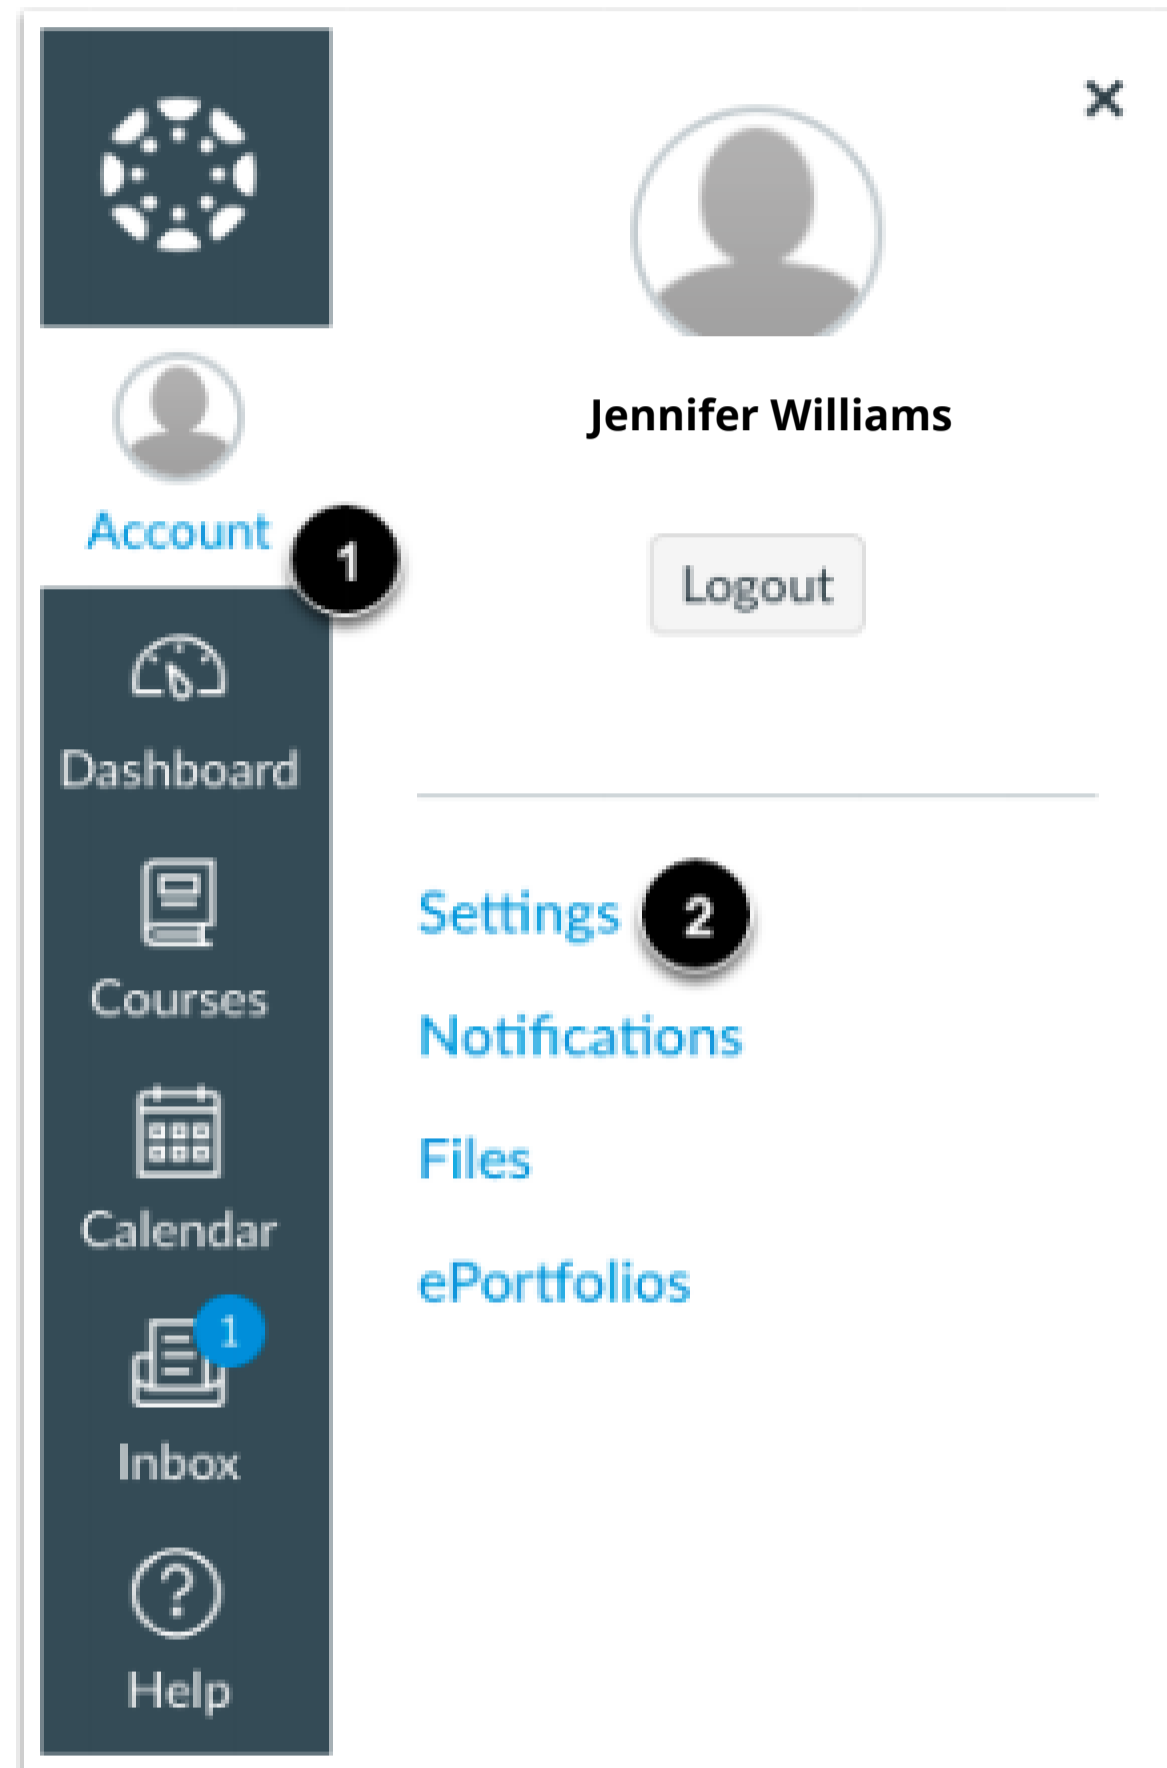 Account
1
Dashboard
Courses
Calendar
1
Inbox
Help
Jennifer Williams
Logout
Settings
2
Notifications
Files
ePortfolios